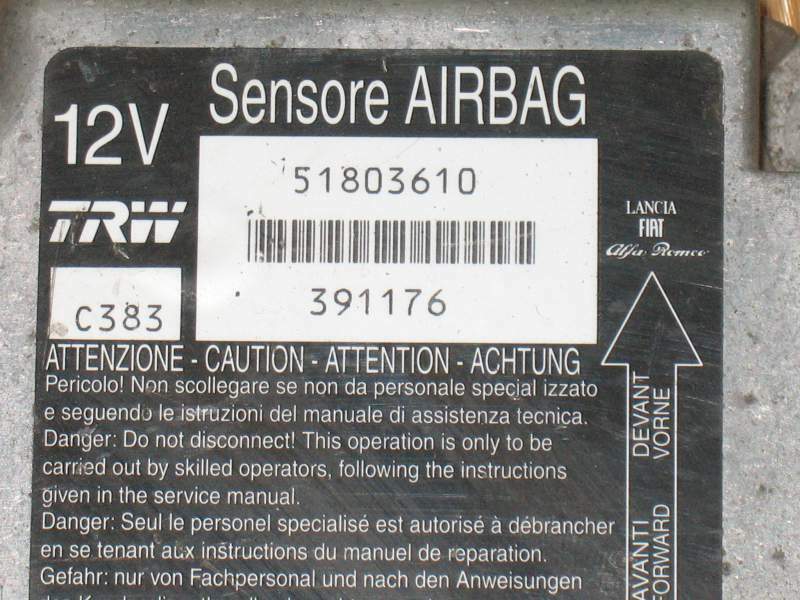 Sensore AIRBAG
12V
51803610
TRW
LANCIA
FIAT
Alfa Romeo
391176
C383
ATTENZIONE - CAUTION - ATTENTION - ACHTUNG
Pericolo! Non scollegare se non da personale special izzato
e seguendo le istruzioni del manuale di assistenza tecnica.
Danger: Do not disconnect! This operation is only to be
carried out by skilled operators, following the instructions
given in the service manual.
Danger: Seul le personel specialisé est autorisé à débrancher
en se tenant aux instructions du manuel de reparation.
Gefahr: nur von Fachpersonal und nach den Anweisungen
DEVANT
VORNE
AVANTI
FORWARD